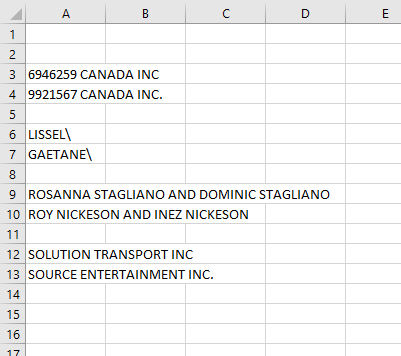 A B C D E
1
2
3 6946259 CANADA INC
4 9921567 CANADA INC.
5
6 LISSEL\
7 GAETANE\
8
9 ROSANNA STAGLIANO AND DOMINIC STAGLIANO
10 ROY NICKESON AND INEZ NICKESON
11
12 SOLUTION TRANSPORT INC
13 SOURCE ENTERTAINMENT INC.
14
15
16
17